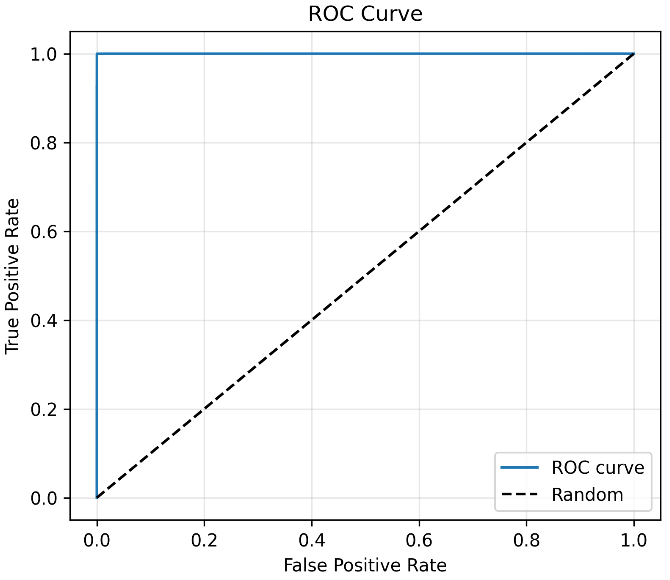 ROC Curve
True Positive Rate
1.0
0.8
0.6
0.4
0.2
0.0
0.0 0.2 0.4 0.6 0.8 1.0
False Positive Rate
ROC curve
Random